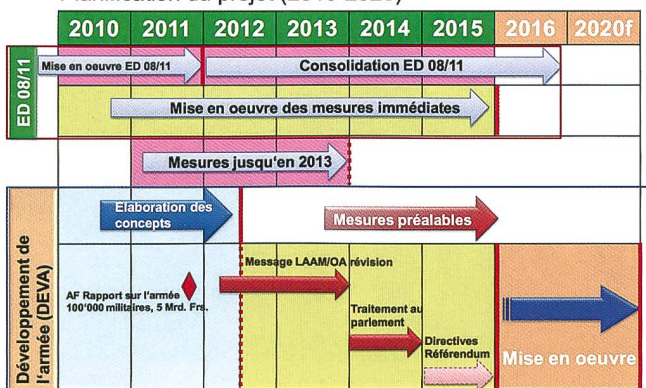 2010 2011 2012 2013 2014 2015 2016 2020f
ED 08/11
Mise en oeuvre ED 08/11
Consolidation ED 08/11
Mise en oeuvre des mesures immédiates
Mesures jusqu'en 2013
Développement de
l'armée (DEVA)
Elaboration des
concepts
Mesures préalables
Message LAAM/OA révision
AF Rapport sur l'armée
100'000 militaires, 5 Mrd. Frs.
Traitement au
parlement
Directives
Référendum
Mise en oeuvre